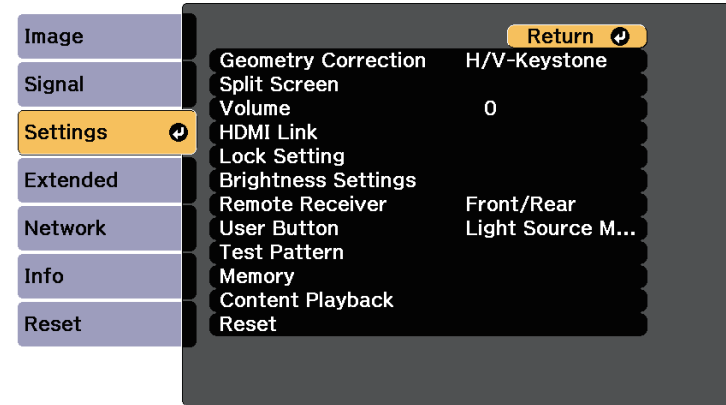 Image
Signal
Settings
Extended
Network
Info
Reset
Return
Geometry Correction H/V-Keystone
Split Screen
Volume 0
HDMI Link
Lock Setting
Brightness Settings
Remote Receiver Front/Rear
User Button Light Source M...
Test Pattern
Memory
Content Playback
Reset